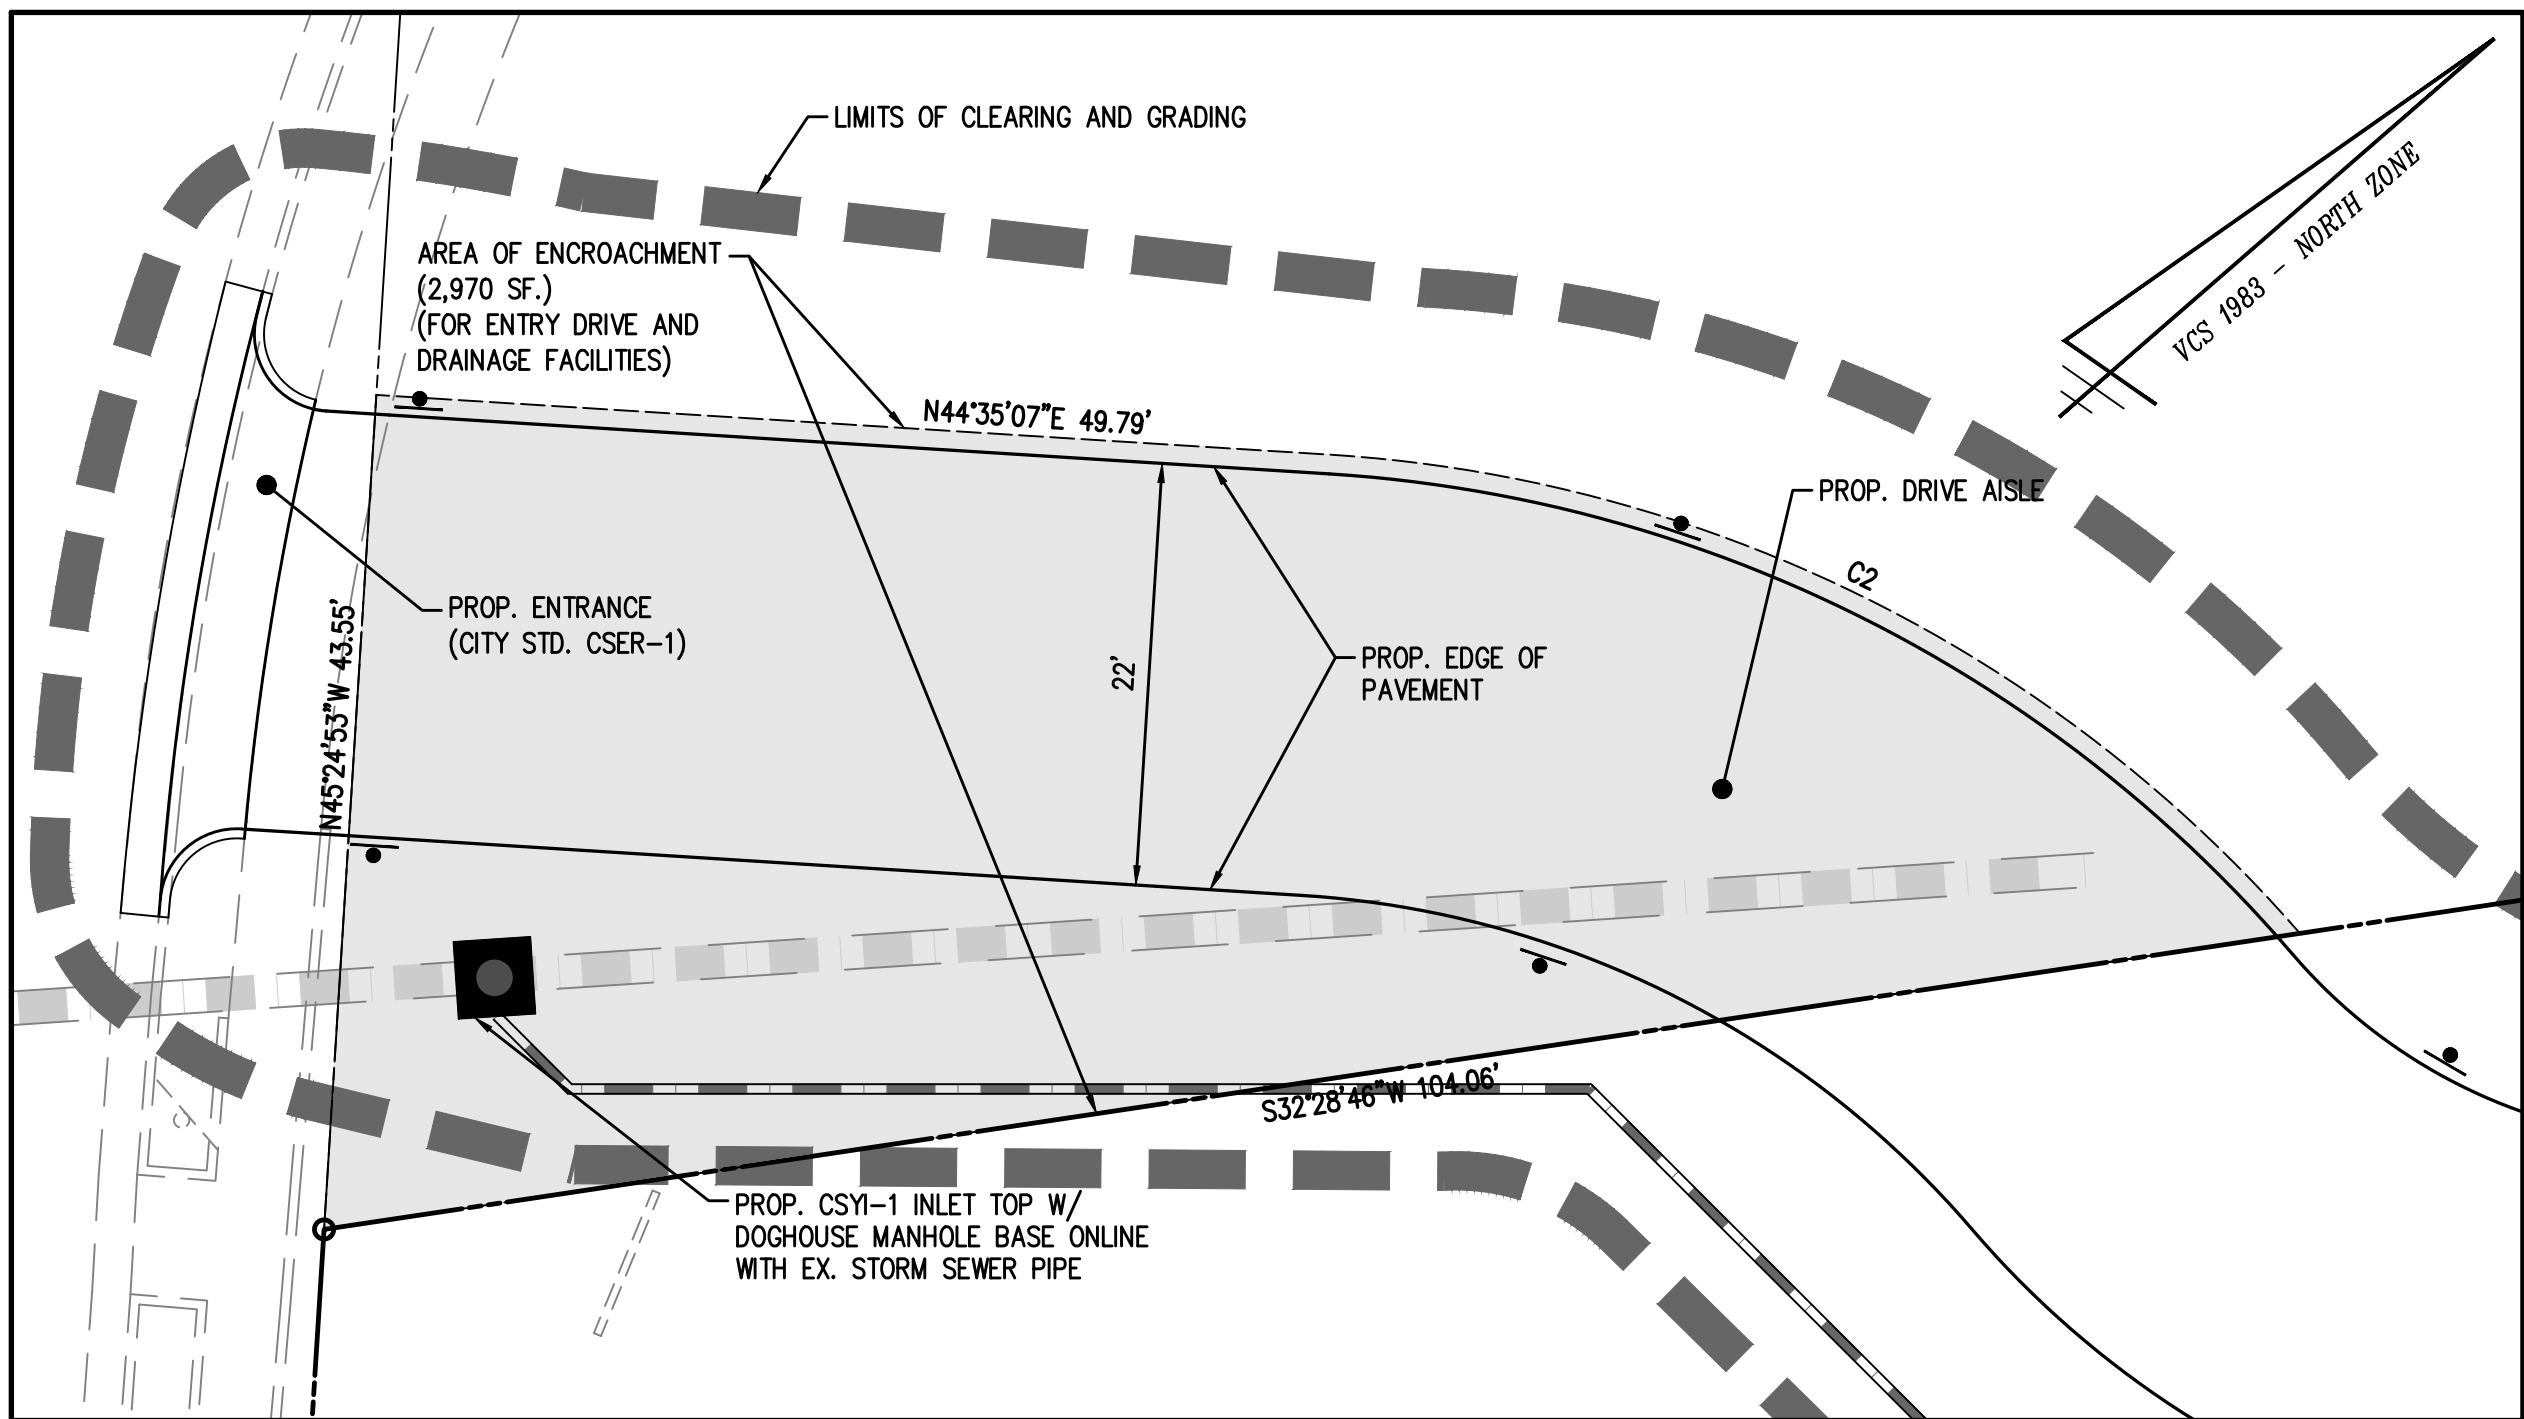 LIMITS OF CLEARING AND GRADING
VCS 1983 - NORTH ZONE
AREA OF ENCROACHMENT
(2,970 SF.)
(FOR ENTRY DRIVE AND
DRAINAGE FACILITIES)
N44°35'07"E 49.79'
PROP. DRIVE AISLE
C2
PROP. ENTRANCE
(CITY STD. CSER-1)
N45°24'53"W 43.55'
22'
PROP. EDGE OF
PAVEMENT
S32°28'46"W 104.06'
C
PROP. CSYI-1 INLET TOP W/
DOGHOUSE MANHOLE BASE ONLINE
WITH EX. STORM SEWER PIPE